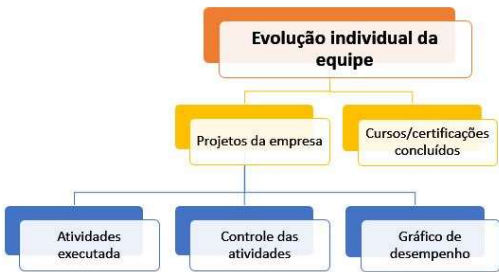 Evolução individual da
equipe
Projetos da empresa
Cursos/certificações
concluídos
Atividades
executada
Controle das
atividades
Gráfico de
desempenho